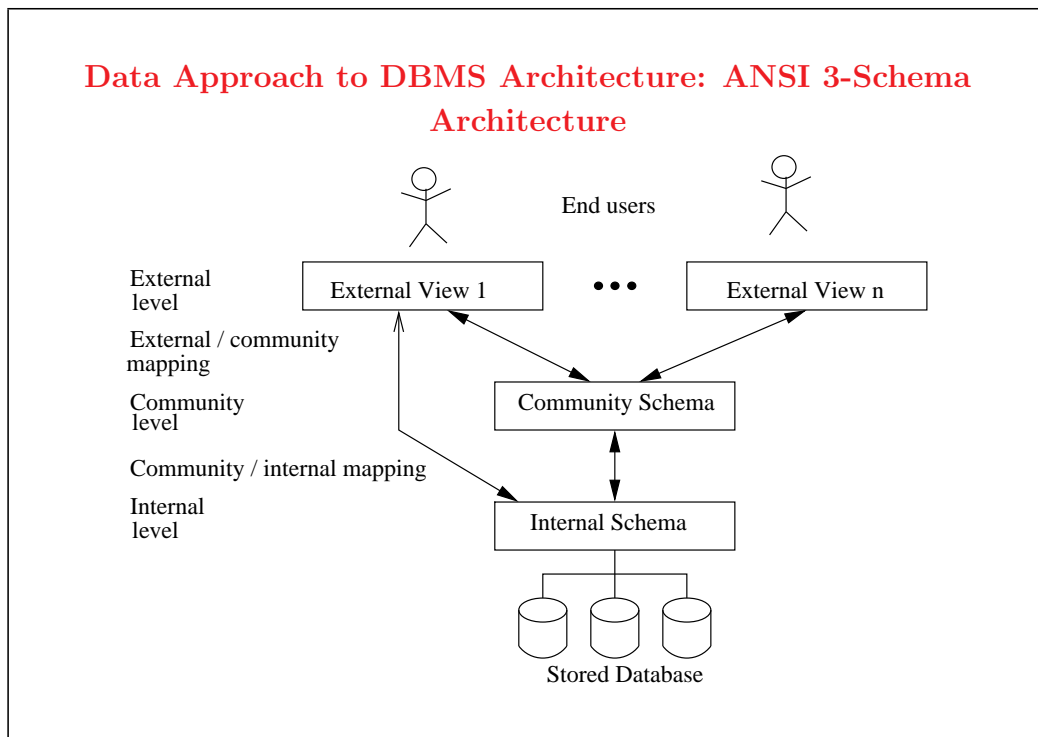 Data Approach to DBMS Architecture: ANSI 3-Schema
Architecture
End users
External
level
External View 1
•••
External View n
External / community
mapping
Community
level
Community Schema
Community / internal mapping
Internal
level
Internal Schema
Stored Database